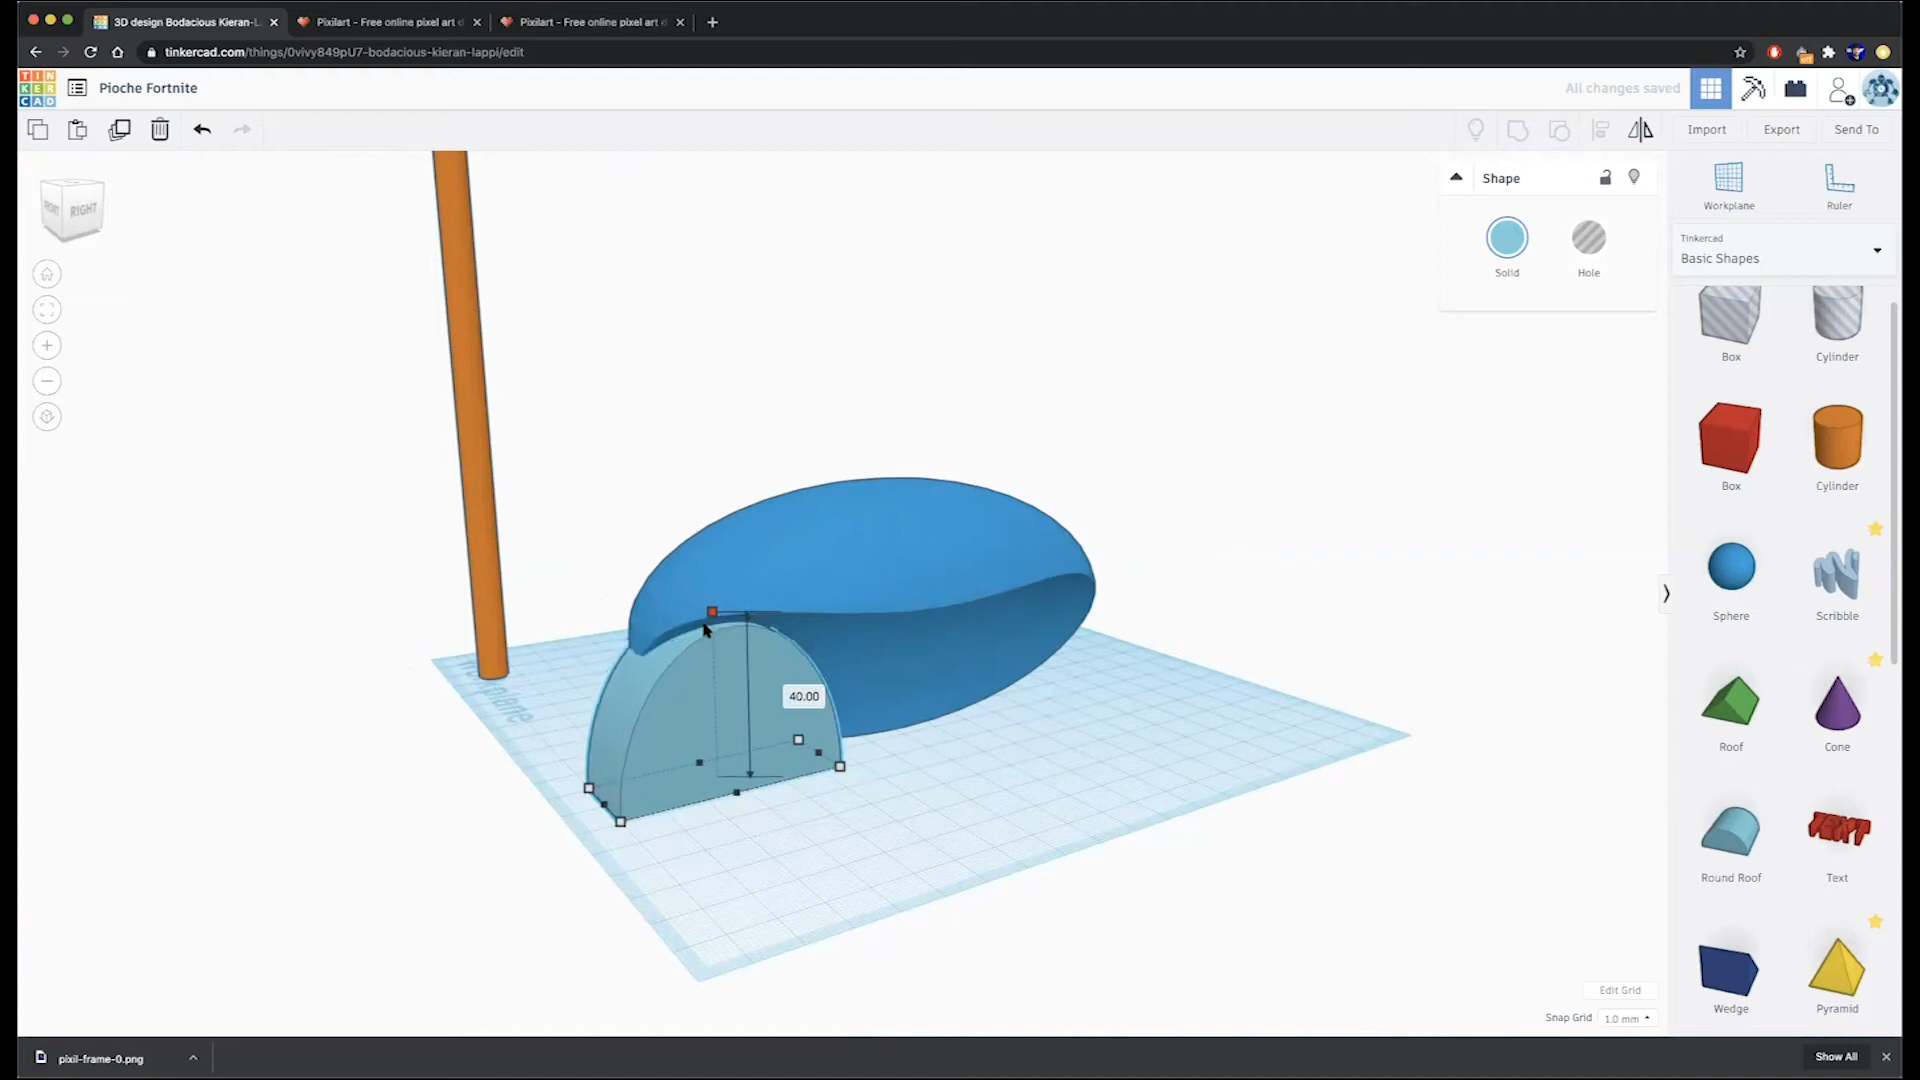 3D design Bodacious Kieran-L
Pixilart - Free online pixel art
Pixilart - Free online pixel art
tinkercad.com/things/0vivy849pU7-bodacious-kieran-lappi/edit
TIN
KER
CAD
Pioche Fortnite
All changes saved
Import
Export
Send To
FRONT
RIGHT
Shape
Solid
Hole
Workplane
Ruler
Tinkercad
Basic Shapes
Box
Cylinder
Box
Cylinder
Sphere
Scribble
Roof
Cone
Round Roof
TEXT
Text
Wedge
Pyramid
Workplane
40.00
Edit Grid
Snap Grid
1.0 mm
pixil-frame-0.png
Show All